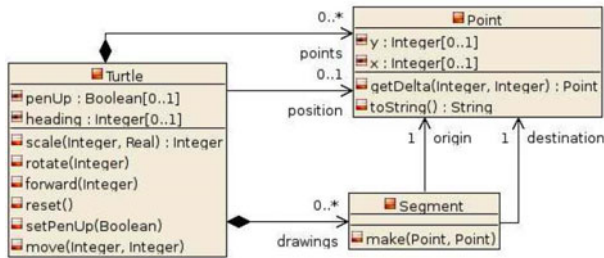 0..*
points
Point
y : Integer[0..1]
x : Integer[0..1]
getDelta(Integer, Integer) : Point
toString() : String
Turtle
penUp : Boolean[0..1]
heading : Integer[0..1]
scale(Integer, Real) : Integer
rotate(Integer)
forward(Integer)
reset()
setPenUp(Boolean)
move(Integer, Integer)
0..1
position
1 origin
1 destination
0..*
drawings
Segment
make(Point, Point)